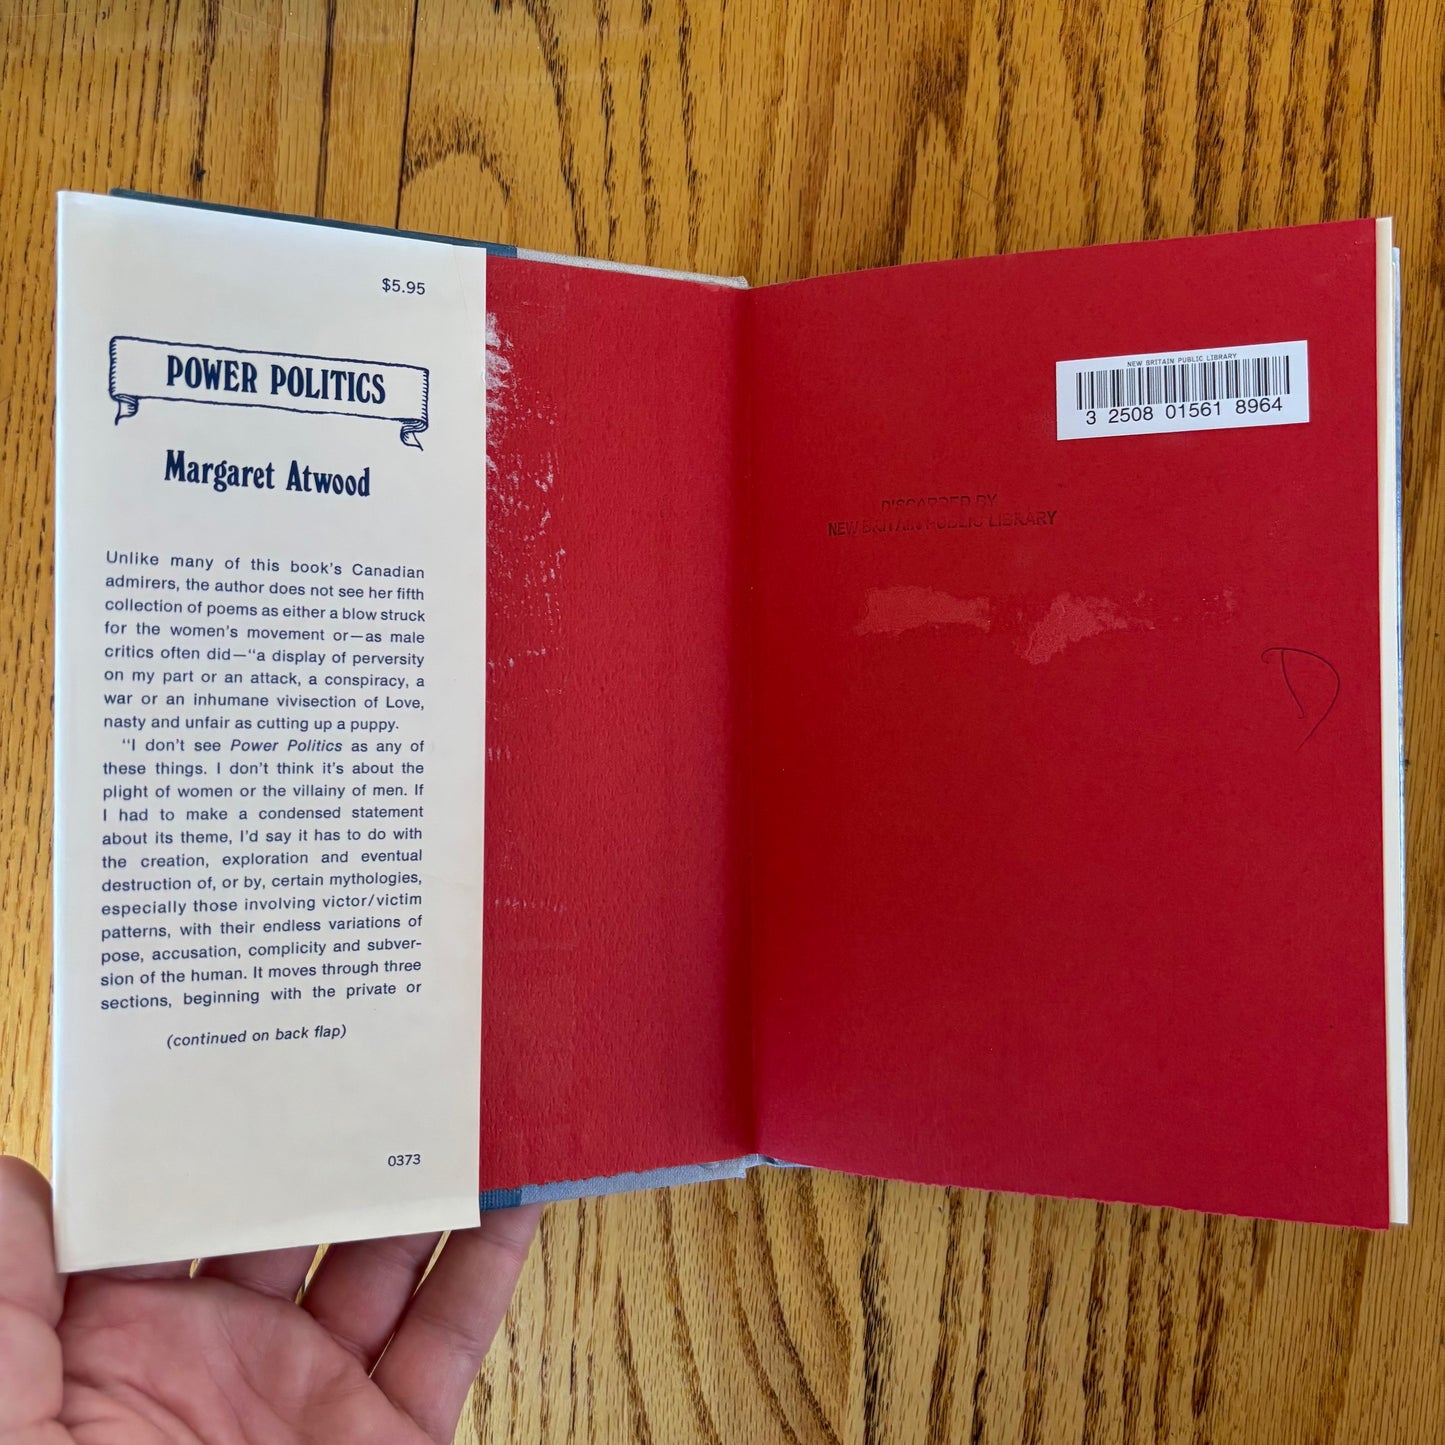 $5.95
POWER POLITICS
Margaret Atwood
Unlike many of this book's Canadian
admirers, the author does not see her fifth
collection of poems as either a blow struck
for the women's movement or—as male
critics often did—"a display of perversity
on my part or an attack, a conspiracy, a
war or an inhumane vivisection of Love,
nasty and unfair as cutting up a puppy.
"I don't see Power Politics as any of
these things. I don't think it's about the
plight of women or the villainy of men. If
I had to make a condensed statement
about its theme, I'd say it has to do with
the creation, exploration and eventual
destruction of, or by, certain mythologies,
especially those involving victor/victim
patterns, with their endless variations of
pose, accusation, complicity and subver-
sion of the human. It moves through three
sections, beginning with the private or
(continued on back flap)
0373
NEW BRITAIN PUBLIC LIBRARY
3 2508 01561 8964
DISCARDED BY
NEW BRITAIN PUBLIC LIBRARY
D